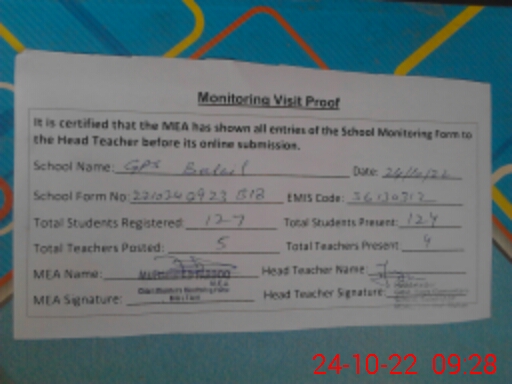 Monitoring Visit Proof
It is certified that the MEA has shown all entries of the School Monitoring Form to
the Head Teacher before its online submission.
School Name: GPS Date: 24/10/22
School Form No: EMIS Code:
Total Students Registered: 127 Total Students Present: 124
Total Teachers Posted: 5 Total Teachers Present 4
MEA Name: Head Teacher Name
MEA Signature: Head Teacher Signature:
24-10-22 09:28